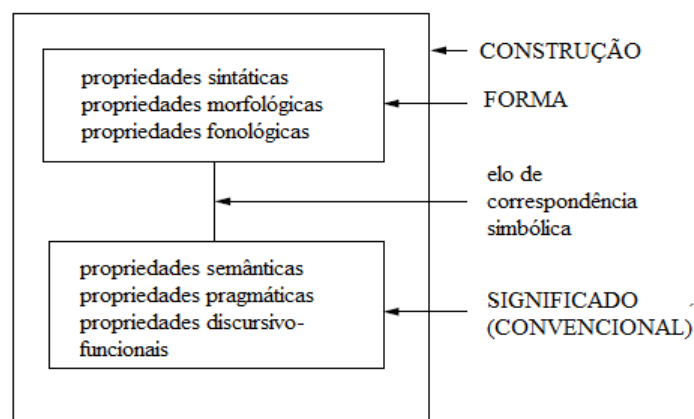 propriedades sintáticas
propriedades morfológicas
propriedades fonológicas
CONSTRUÇÃO
FORMA
elo de
correspondência
simbólica
propriedades semânticas
propriedades pragmáticas
propriedades discursivo-
funcionais
SIGNIFICADO
(CONVENCIONAL)